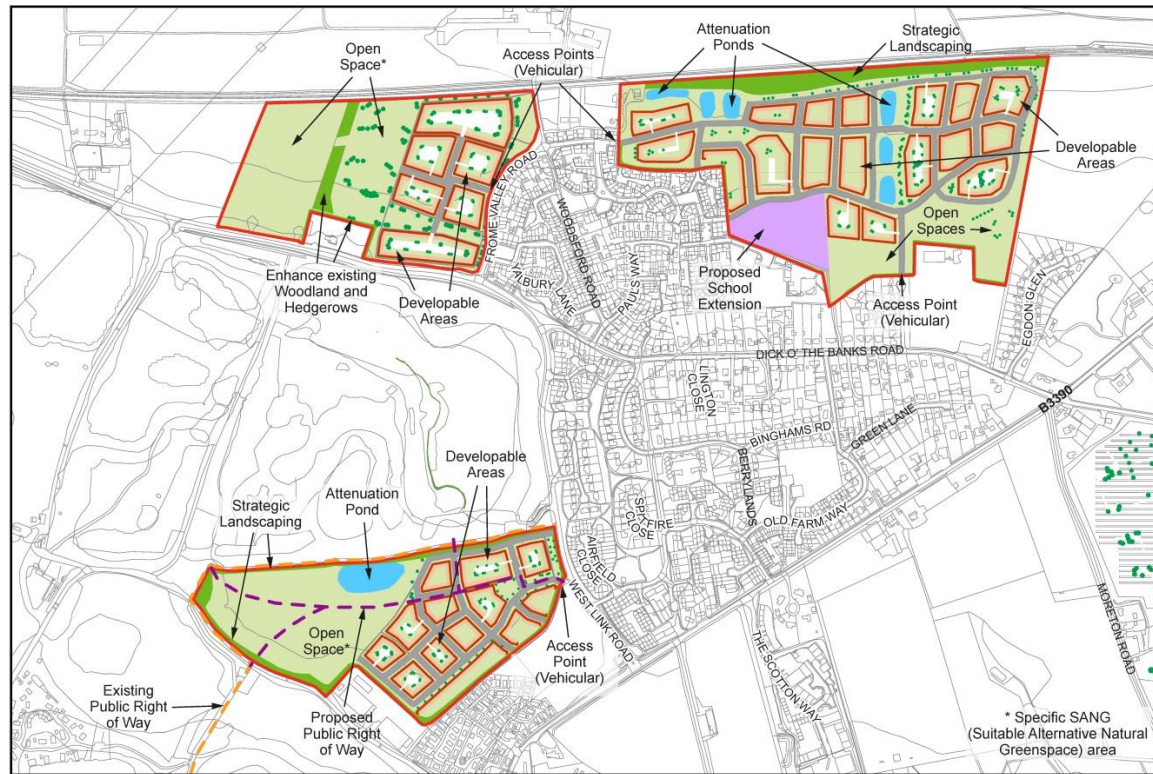 Open
Space*
Access Points
(Vehicular)
Attenuation
Ponds
Strategic
Landscaping
Developable
Areas
Open
Spaces
Proposed
School
Extension
Access Point
(Vehicular)
Enhance existing
Woodland and
Hedgerows
Developable
Areas
FROME VALLEY ROAD
WOODSFORD ROAD
YALBURY LANE
PAUL'S WAY
DICK O' THE BANKS ROAD
EGDON GLEN
B3390
LINGTON
CLOSE
BINGHAMS RD
GREEN LANE
BERRYLANDS
OLD FARM WAY
SPITFIRE
CLOSE
AIRFIELD
CLOSE
WEST LINK ROAD
THE SCOTTON WAY
MORETON ROAD
Developable
Areas
Attenuation
Pond
Strategic
Landscaping
Open
Space*
Access
Point
(Vehicular)
Existing
Public Right
of Way
Proposed
Public Right
of Way
* Specific SANG
(Suitable Alternative Natural
Greenspace) area